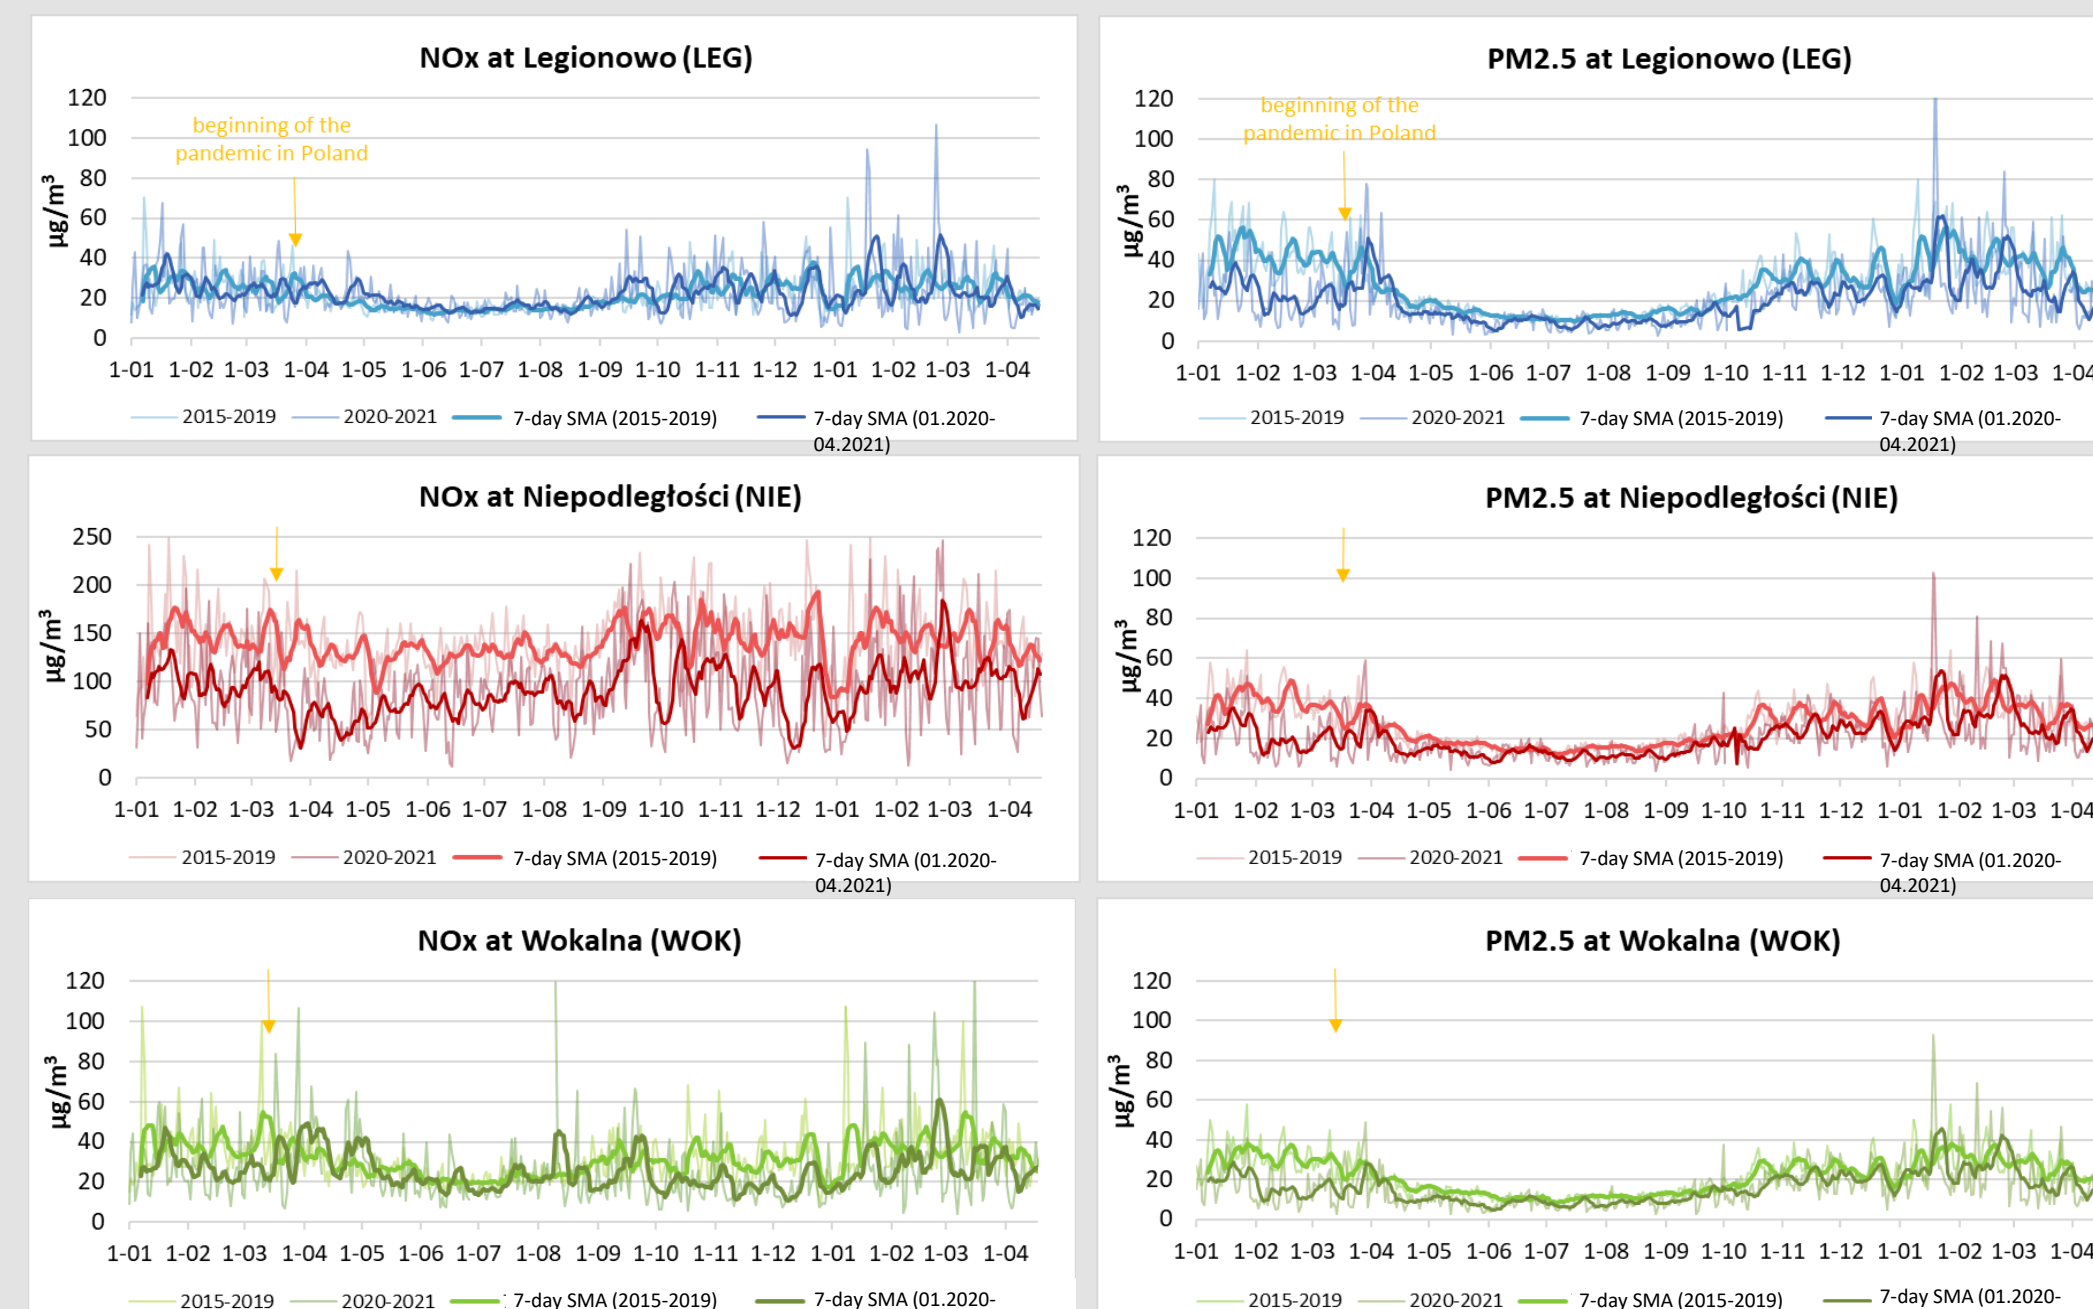 NOx at Legionowo (LEG)
120
100
80
60
40
20
0
µg/m³
beginning of the
pandemic in Poland
1-01 1-02 1-03 1-04 1-05 1-06 1-07 1-08 1-09 1-10 1-11 1-12 1-01 1-02 1-03 1-04
2015-2019 2020-2021 7-day SMA (2015-2019) 7-day SMA (01.2020-
04.2021)
PM2.5 at Legionowo (LEG)
120
100
80
60
40
20
0
µg/m³
beginning of the
pandemic in Poland
1-01 1-02 1-03 1-04 1-05 1-06 1-07 1-08 1-09 1-10 1-11 1-12 1-01 1-02 1-03 1-04
2015-2019 2020-2021 7-day SMA (2015-2019) 7-day SMA (01.2020-
04.2021)
NOx at Niepodległości (NIE)
250
200
150
100
50
0
µg/m³
1-01 1-02 1-03 1-04 1-05 1-06 1-07 1-08 1-09 1-10 1-11 1-12 1-01 1-02 1-03 1-04
2015-2019 2020-2021 7-day SMA (2015-2019) 7-day SMA (01.2020-
04.2021)
PM2.5 at Niepodległości (NIE)
120
100
80
60
40
20
0
µg/m³
1-01 1-02 1-03 1-04 1-05 1-06 1-07 1-08 1-09 1-10 1-11 1-12 1-01 1-02 1-03 1-04
2015-2019 2020-2021 7-day SMA (2015-2019) 7-day SMA (01.2020-
04.2021)
NOx at Wokalna (WOK)
120
100
80
60
40
20
0
µg/m³
1-01 1-02 1-03 1-04 1-05 1-06 1-07 1-08 1-09 1-10 1-11 1-12 1-01 1-02 1-03 1-04
2015-2019 2020-2021 7-day SMA (2015-2019) 7-day SMA (01.2020-
PM2.5 at Wokalna (WOK)
120
100
80
60
40
20
0
µg/m³
1-01 1-02 1-03 1-04 1-05 1-06 1-07 1-08 1-09 1-10 1-11 1-12 1-01 1-02 1-03 1-04
2015-2019 2020-2021 7-day SMA (2015-2019) 7-day SMA (01.2020-